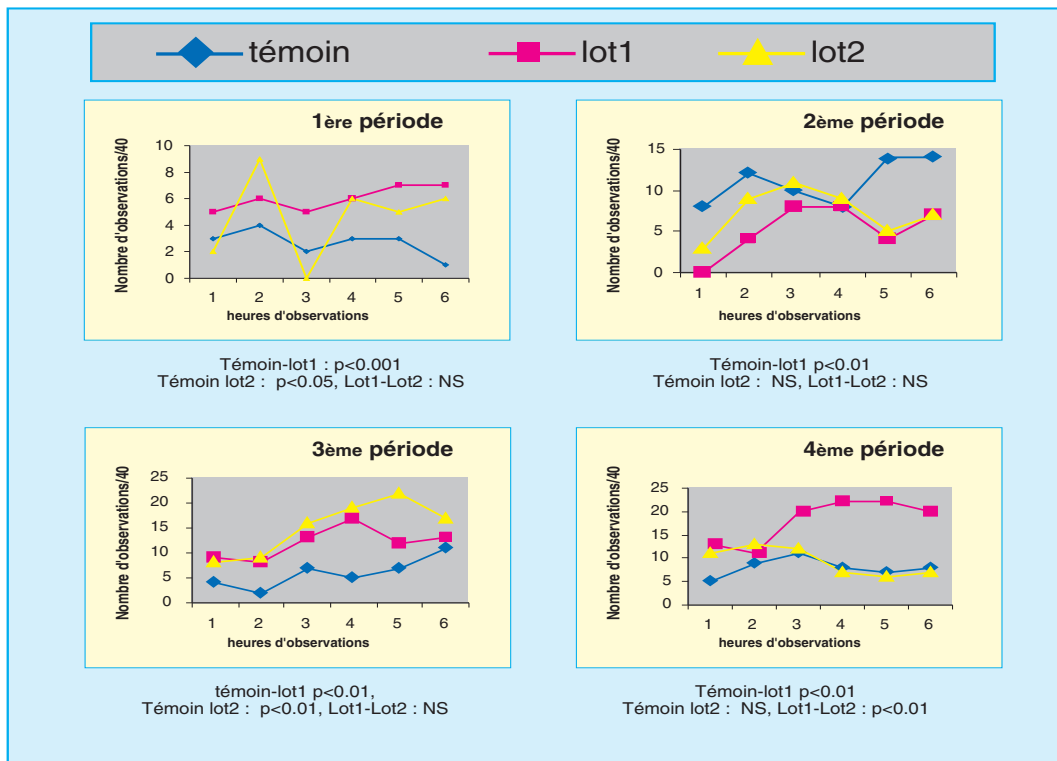 témoin lot1 lot2
1ère période
Nombre d'observations/40
10
8
6
4
2
0
1 2 3 4 5 6
heures d'observations
Témoin-lot1 : p<0.001
Témoin lot2 : p<0.05, Lot1-Lot2 : NS
2ème période
Nombre d'observations/40
15
10
5
0
1 2 3 4 5 6
heures d'observations
Témoin-lot1 p<0.01
Témoin lot2 : NS, Lot1-Lot2 : NS
3ème période
Nombre d'observations/40
25
20
15
10
5
0
1 2 3 4 5 6
heures d'observations
témoin-lot1 p<0.01,
Témoin lot2 : p<0.01, Lot1-Lot2 : NS
4ème période
Nombre d'observations/40
25
20
15
10
5
0
1 2 3 4 5 6
heures d'observations
Témoin-lot1 p<0.01
Témoin lot2 : NS, Lot1-Lot2 : p<0.01